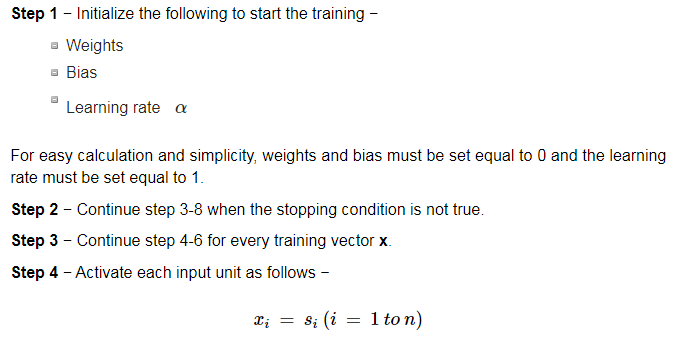 Step 1 − Initialize the following to start the training −
Weights
Bias
Learning rate α
For easy calculation and simplicity, weights and bias must be set equal to 0 and the learning
rate must be set equal to 1.
Step 2 − Continue step 3-8 when the stopping condition is not true.
Step 3 − Continue step 4-6 for every training vector x.
Step 4 − Activate each input unit as follows −
xᵢ = sᵢ (i = 1 to n)